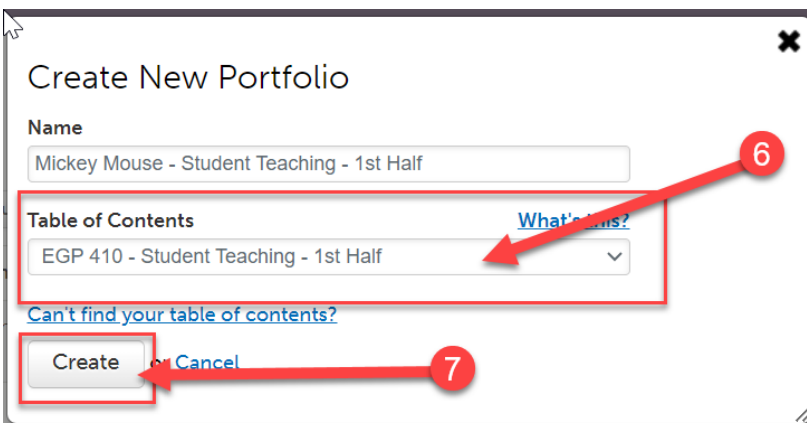 Create New Portfolio
Name
Mickey Mouse - Student Teaching - 1st Half
6
Table of Contents What's this?
EGP 410 - Student Teaching - 1st Half
Can't find your table of contents?
Create or Cancel
7